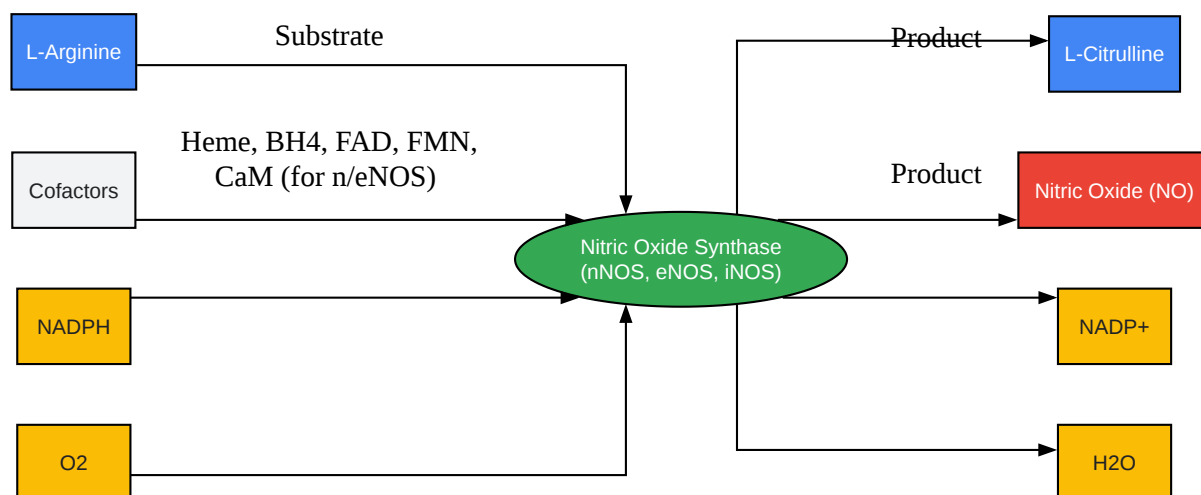 L-Arginine
Substrate
Product
L-Citrulline
Cofactors
Heme, BH4, FAD, FMN,
CaM (for n/eNOS)
Product
Nitric Oxide (NO)
Nitric Oxide Synthase
(nNOS, eNOS, iNOS)
NADPH
NADP+
O2
H2O